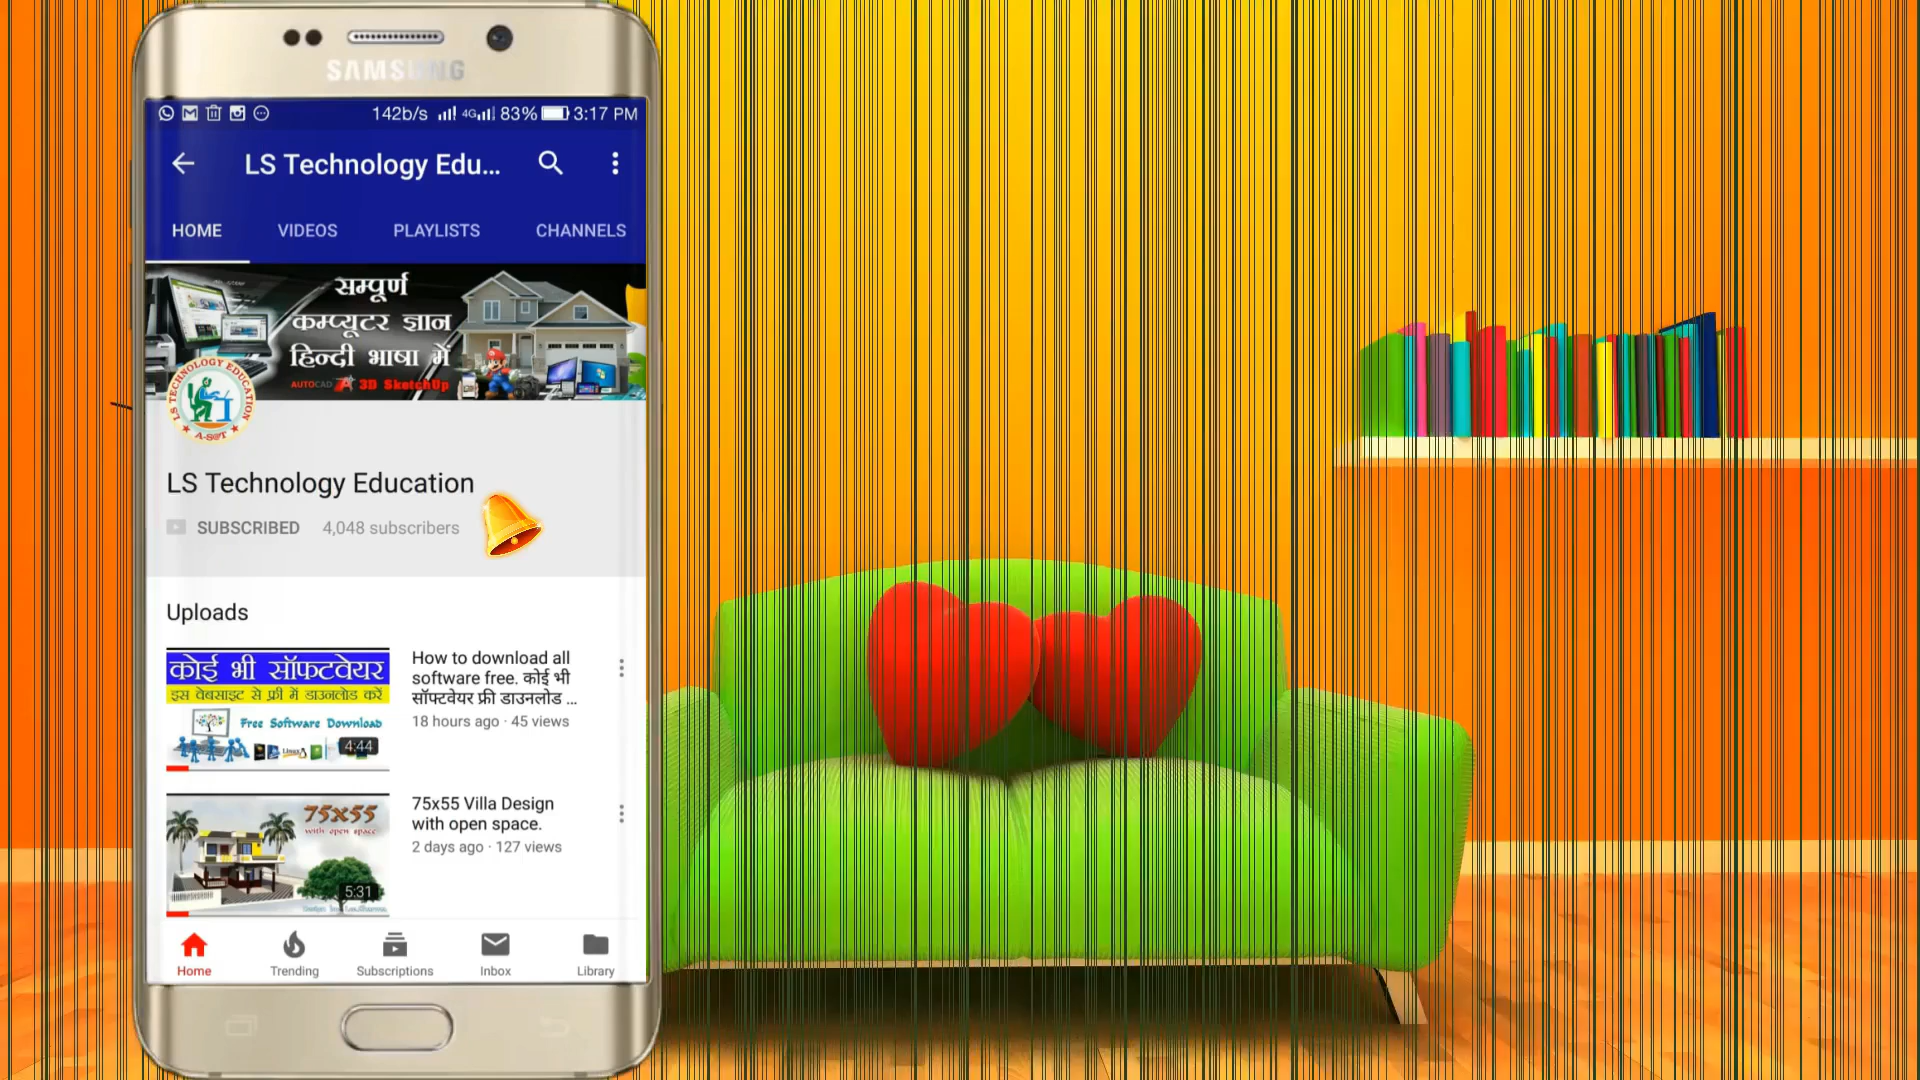 SAMSUNG
142b/s 4G 83% 3:17 PM
LS Technology Edu...
HOME VIDEOS PLAYLISTS CHANNELS
सम्पूर्ण
कम्प्यूटर ज्ञान
हिन्दी भाषा में
AUTOCAD 3D SketchUp
LS TECHNOLOGY EDUCATION
LS Technology Education
SUBSCRIBED 4,048 subscribers
Uploads
कोई भी सॉफटवेयर
इस वेबसाइट से फ्री में डाउनलोड करें
Free Software Download
4:44
How to download all
software free. कोई भी
सॉफ्टवेयर फ्री डाउनलोड ...
18 hours ago · 45 views
75x55
with open space
5:31
75x55 Villa Design
with open space.
2 days ago · 127 views
Home Trending Subscriptions Inbox Library